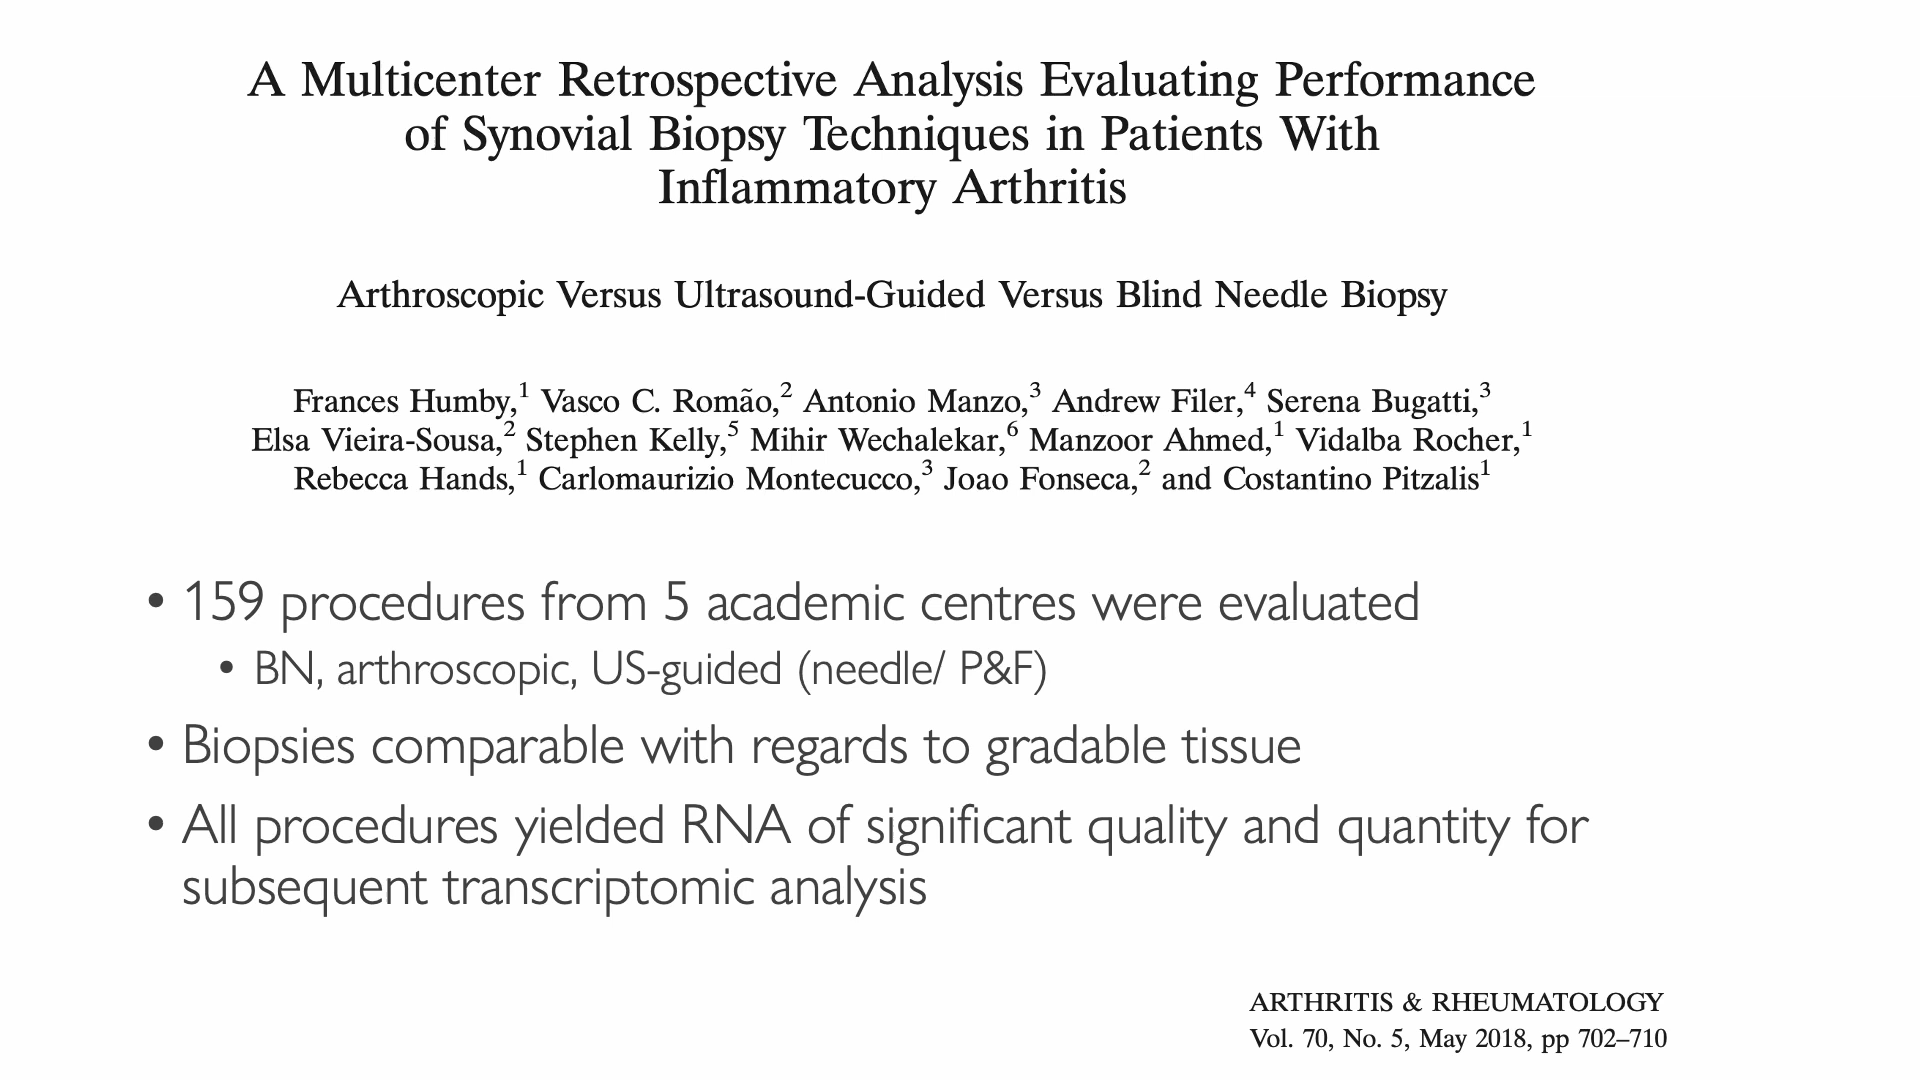 A Multicenter Retrospective Analysis Evaluating Performance
of Synovial Biopsy Techniques in Patients With
Inflammatory Arthritis
Arthroscopic Versus Ultrasound-Guided Versus Blind Needle Biopsy
Frances Humby,1 Vasco C. Romão,2 Antonio Manzo,3 Andrew Filer,4 Serena Bugatti,3
Elsa Vieira-Sousa,2 Stephen Kelly,5 Mihir Wechalekar,6 Manzoor Ahmed,1 Vidalba Rocher,1
Rebecca Hands,1 Carlomaurizio Montecucco,3 Joao Fonseca,2 and Costantino Pitzalis1
• 159 procedures from 5 academic centres were evaluated
• BN, arthroscopic, US-guided (needle/ P&F)
• Biopsies comparable with regards to gradable tissue
• All procedures yielded RNA of significant quality and quantity for
subsequent transcriptomic analysis
ARTHRITIS & RHEUMATOLOGY
Vol. 70, No. 5, May 2018, pp 702–710